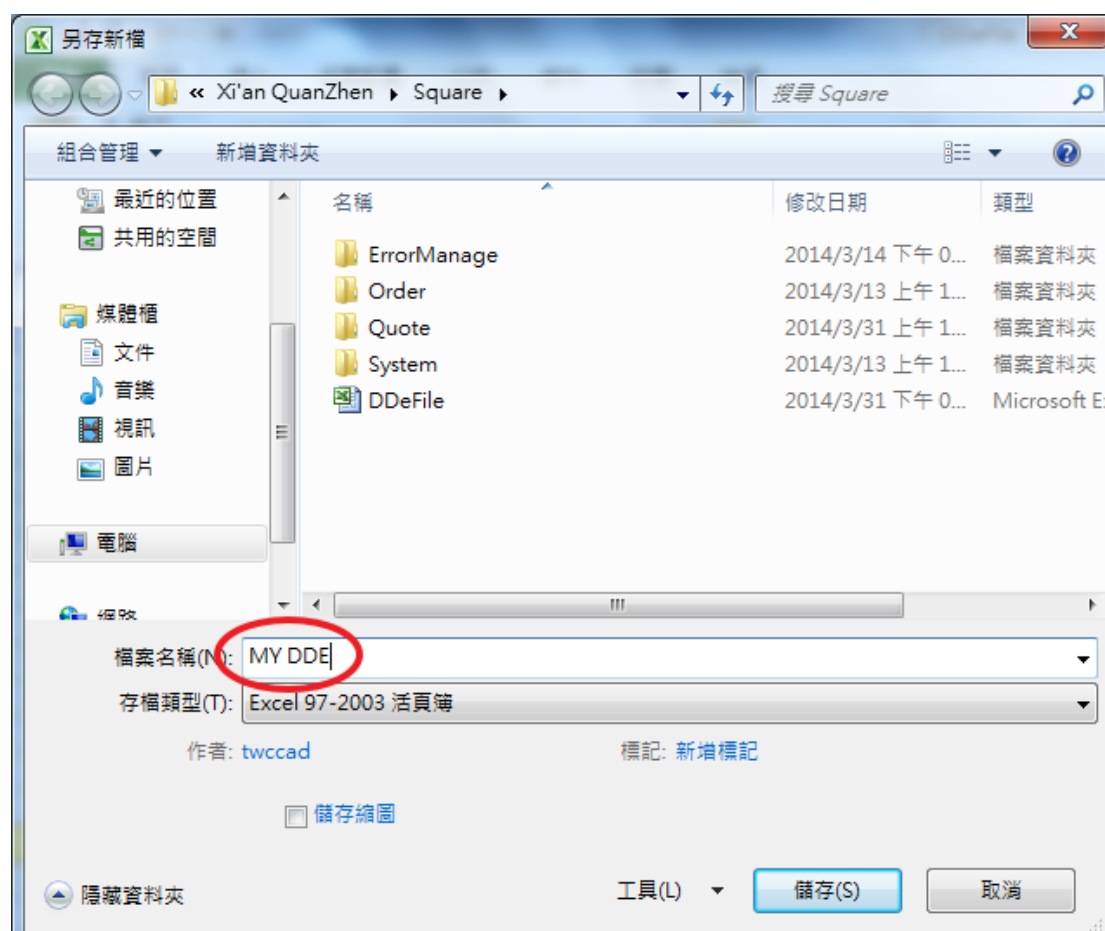 另存新檔
« Xi'an QuanZhen ▸ Square ▸
搜尋 Square
組合管理 ▼ 新增資料夾
名稱 修改日期 類型
最近的位置
共用的空間
媒體櫃
文件
音樂
視訊
圖片
電腦
網路
ErrorManage 2014/3/14 下午 0... 檔案資料夾
Order 2014/3/13 上午 1... 檔案資料夾
Quote 2014/3/31 上午 1... 檔案資料夾
System 2014/3/13 上午 1... 檔案資料夾
DDeFile 2014/3/31 下午 0... Microsoft E
檔案名稱(N): MY DDE
存檔類型(T): Excel 97-2003 活頁簿
作者: twccad 標記: 新增標記
儲存縮圖
隱藏資料夾 工具(L) ▼ 儲存(S) 取消